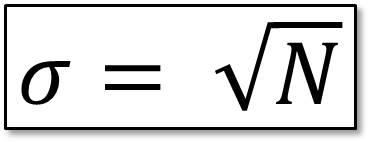 σ = √N